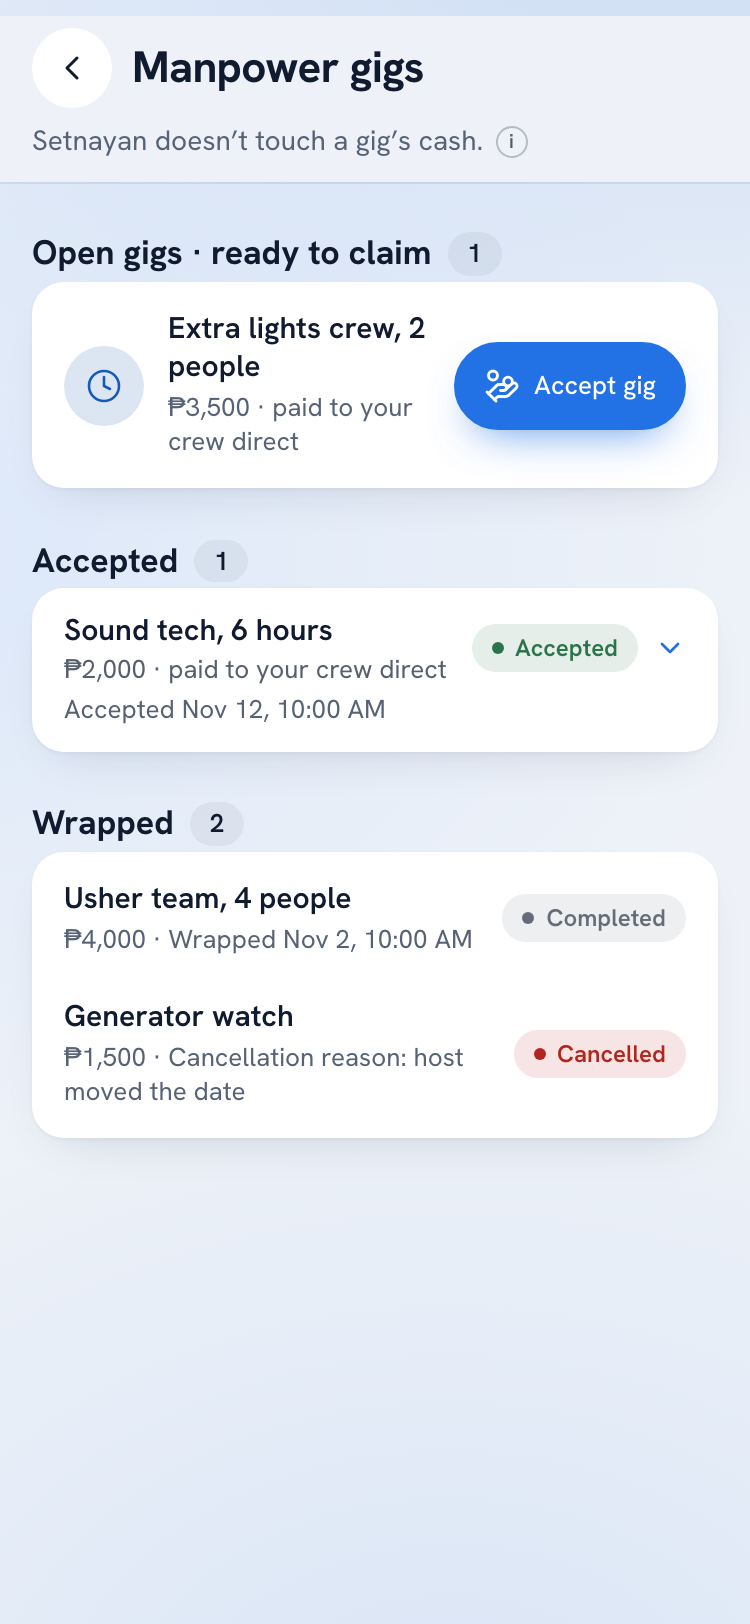 Manpower gigs
Setnayan doesn’t touch a gig’s cash. i
Open gigs · ready to claim 1
Extra lights crew, 2
people
₱3,500 · paid to your
crew direct
Accept gig
Accepted 1
Sound tech, 6 hours
₱2,000 · paid to your crew direct
Accepted Nov 12, 10:00 AM
Accepted
Wrapped 2
Usher team, 4 people
₱4,000 · Wrapped Nov 2, 10:00 AM
Completed
Generator watch
₱1,500 · Cancellation reason: host
moved the date
Cancelled